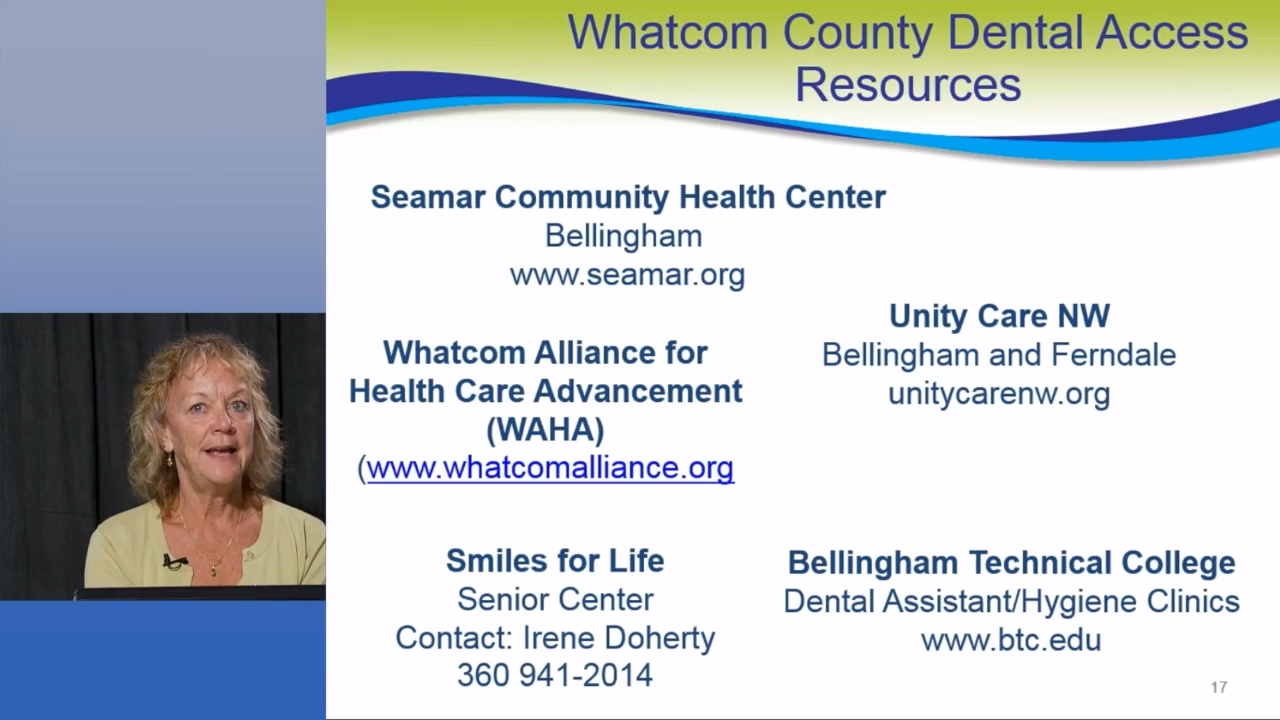 Whatcom County Dental Access
Resources
Seamar Community Health Center
Bellingham
www.seamar.org
Unity Care NW
Bellingham and Ferndale
unitycarenw.org
Whatcom Alliance for
Health Care Advancement
(WAHA)
(www.whatcomalliance.org
Smiles for Life
Senior Center
Contact: Irene Doherty
360 941-2014
Bellingham Technical College
Dental Assistant/Hygiene Clinics
www.btc.edu
17